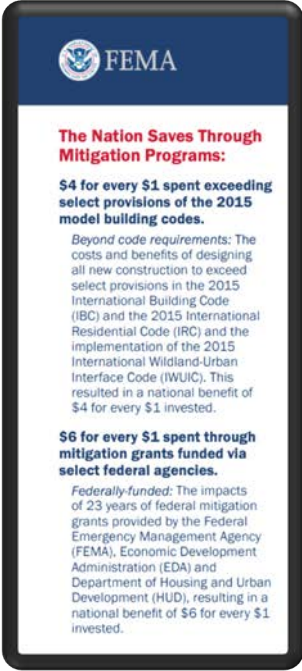 FEMA
The Nation Saves Through
Mitigation Programs:
$4 for every $1 spent exceeding
select provisions of the 2015
model building codes.
Beyond code requirements: The
costs and benefits of designing
all new construction to exceed
select provisions in the 2015
International Building Code
(IBC) and the 2015 International
Residential Code (IRC) and the
implementation of the 2015
International Wildland-Urban
Interface Code (IWUIC). This
resulted in a national benefit of
$4 for every $1 invested.
$6 for every $1 spent through
mitigation grants funded via
select federal agencies.
Federally-funded: The impacts
of 23 years of federal mitigation
grants provided by the Federal
Emergency Management Agency
(FEMA), Economic Development
Administration (EDA) and
Department of Housing and Urban
Development (HUD), resulting in a
national benefit of $6 for every $1
invested.